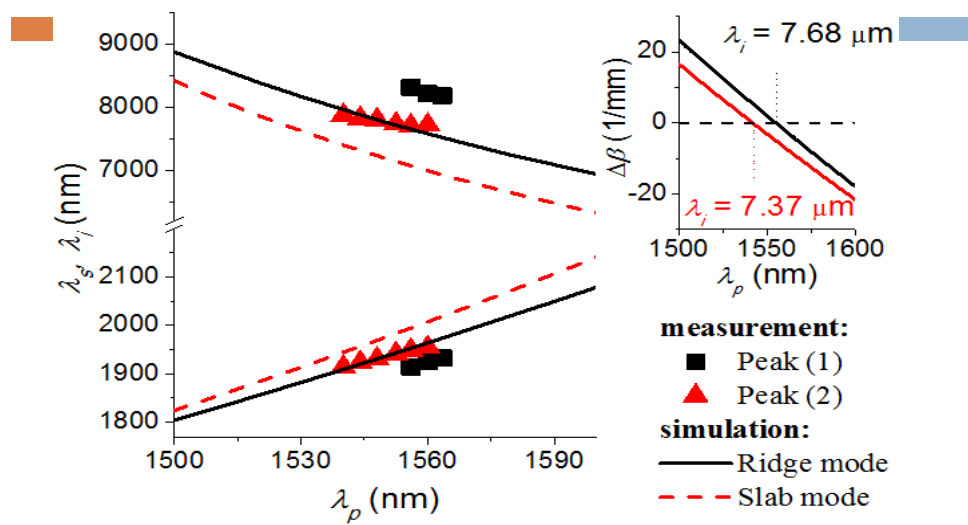 9000
8000
7000
2100
2000
1900
1800
λs, λi (nm)
1500
1530
1560
1590
λp (nm)
20
0
-20
Δβ (1/mm)
λi = 7.68 μm
λi = 7.37 μm
1500
1550
1600
λp (nm)
measurement:
Peak (1)
Peak (2)
simulation:
Ridge mode
Slab mode